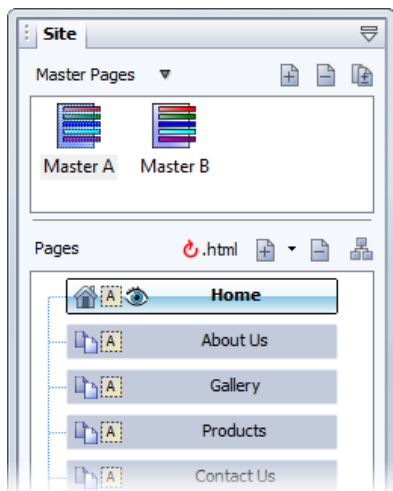 Site
Master Pages
Master A Master B
Pages .html
A Home
A About Us
A Gallery
A Products
A Contact Us